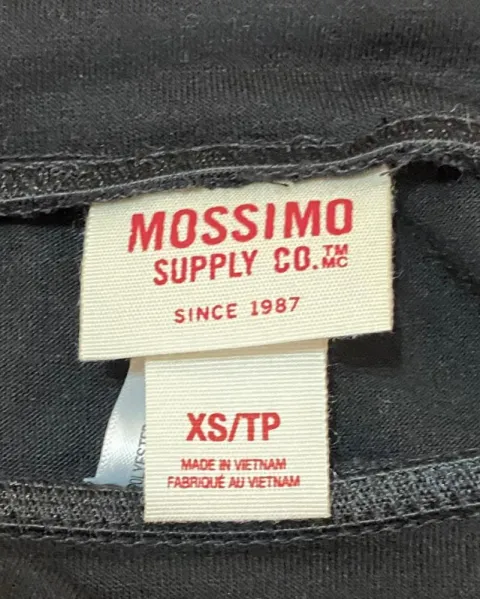 MOSSIMO
SUPPLY CO.™ MC
SINCE 1987
XS/TP
MADE IN VIETNAM
FABRIQUÉ AU VIETNAM